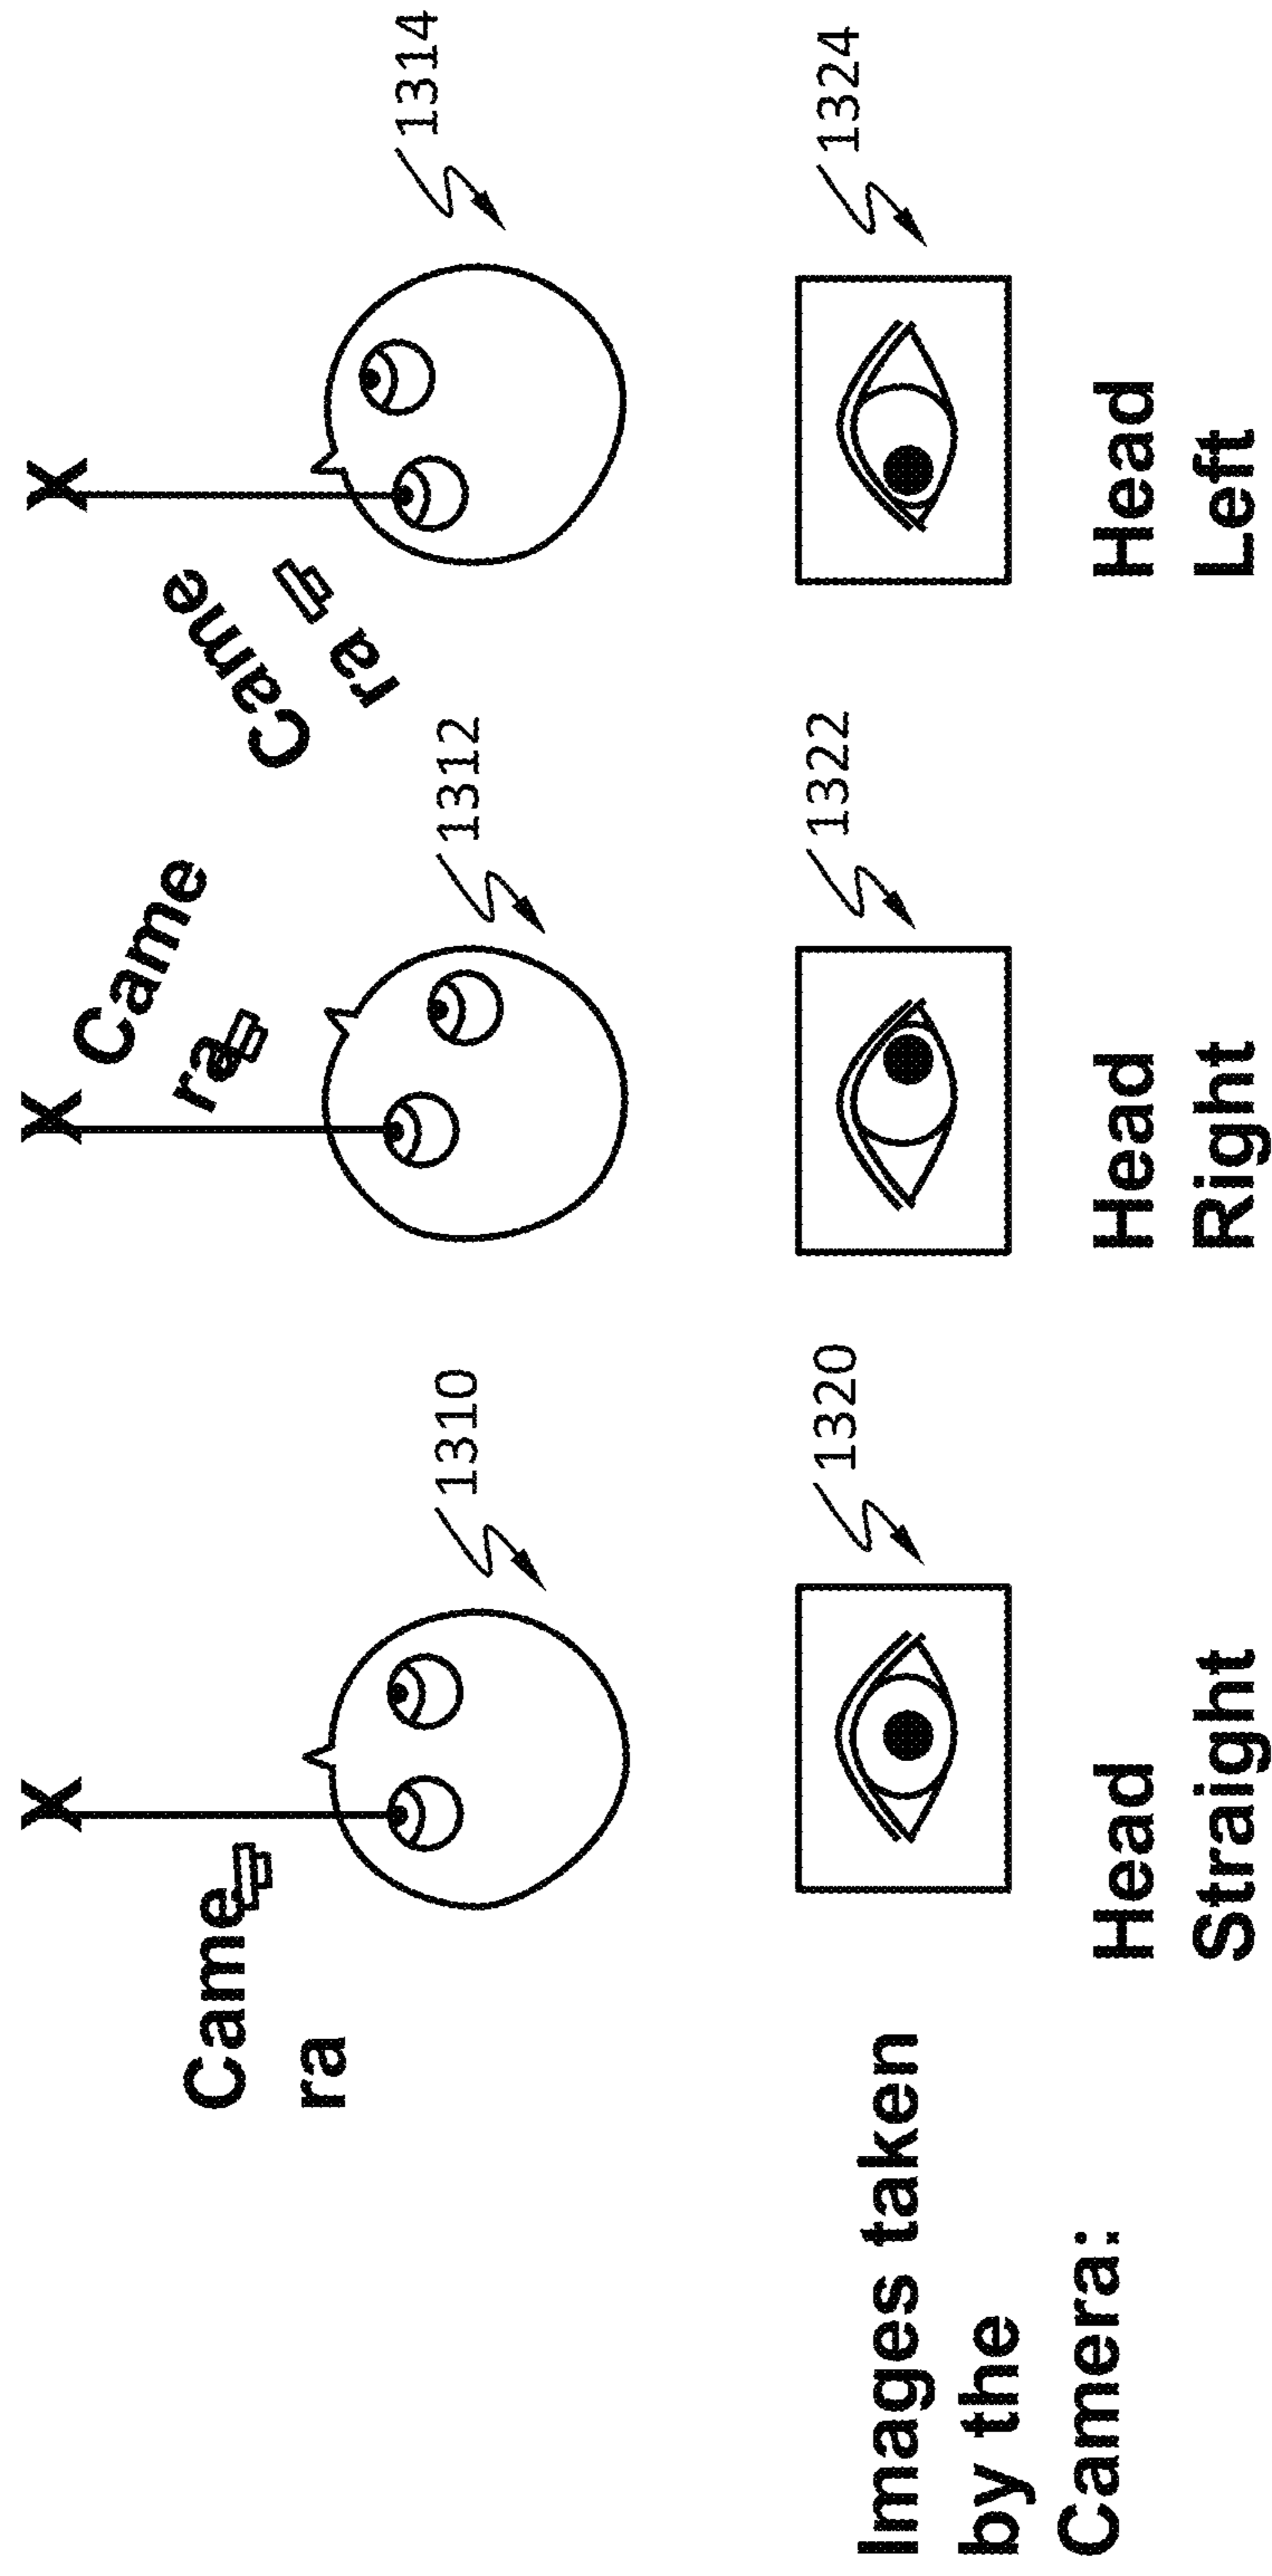 X
X
X
Came
ra
Came
ra
Came
ra
1310
1312
1314
Images taken
by the
Camera:
1320
1322
1324
Head
Straight
Head
Right
Head
Left